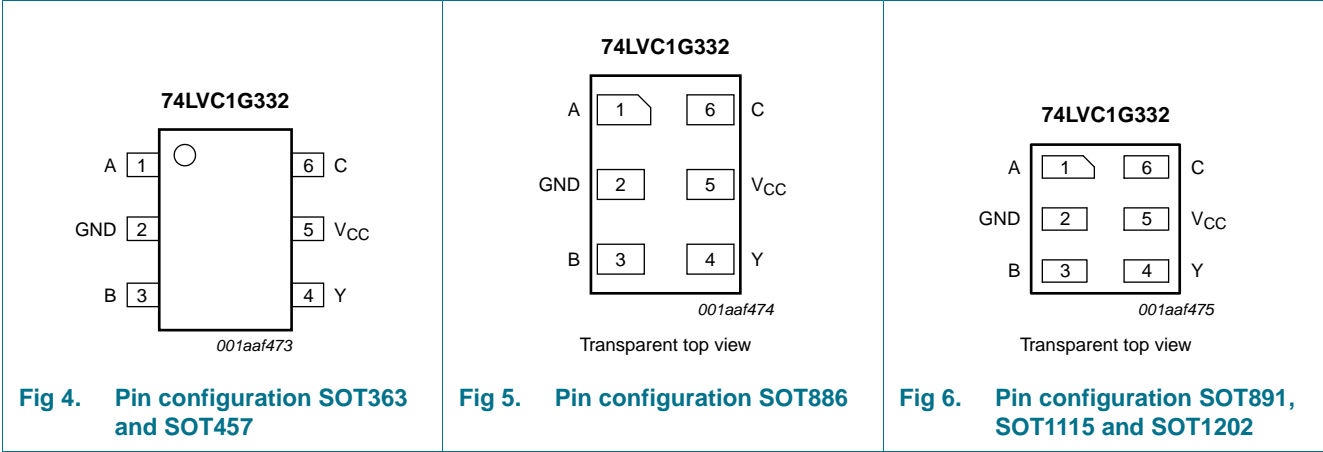 74LVC1G332
A 1 6 C
GND 2 5 VCC
B 3 4 Y
001aaf473
Fig 4. Pin configuration SOT363
and SOT457
74LVC1G332
A 1 6 C
GND 2 5 VCC
B 3 4 Y
001aaf474
Transparent top view
Fig 5. Pin configuration SOT886
74LVC1G332
A 1 6 C
GND 2 5 VCC
B 3 4 Y
001aaf475
Transparent top view
Fig 6. Pin configuration SOT891,
SOT1115 and SOT1202